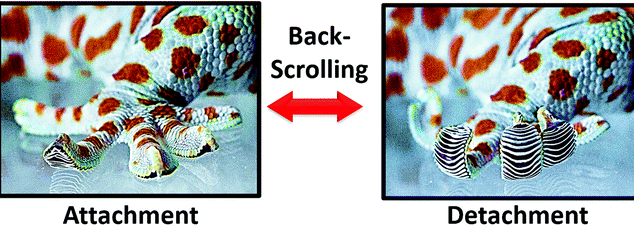 Back-
Scrolling
Attachment
Detachment